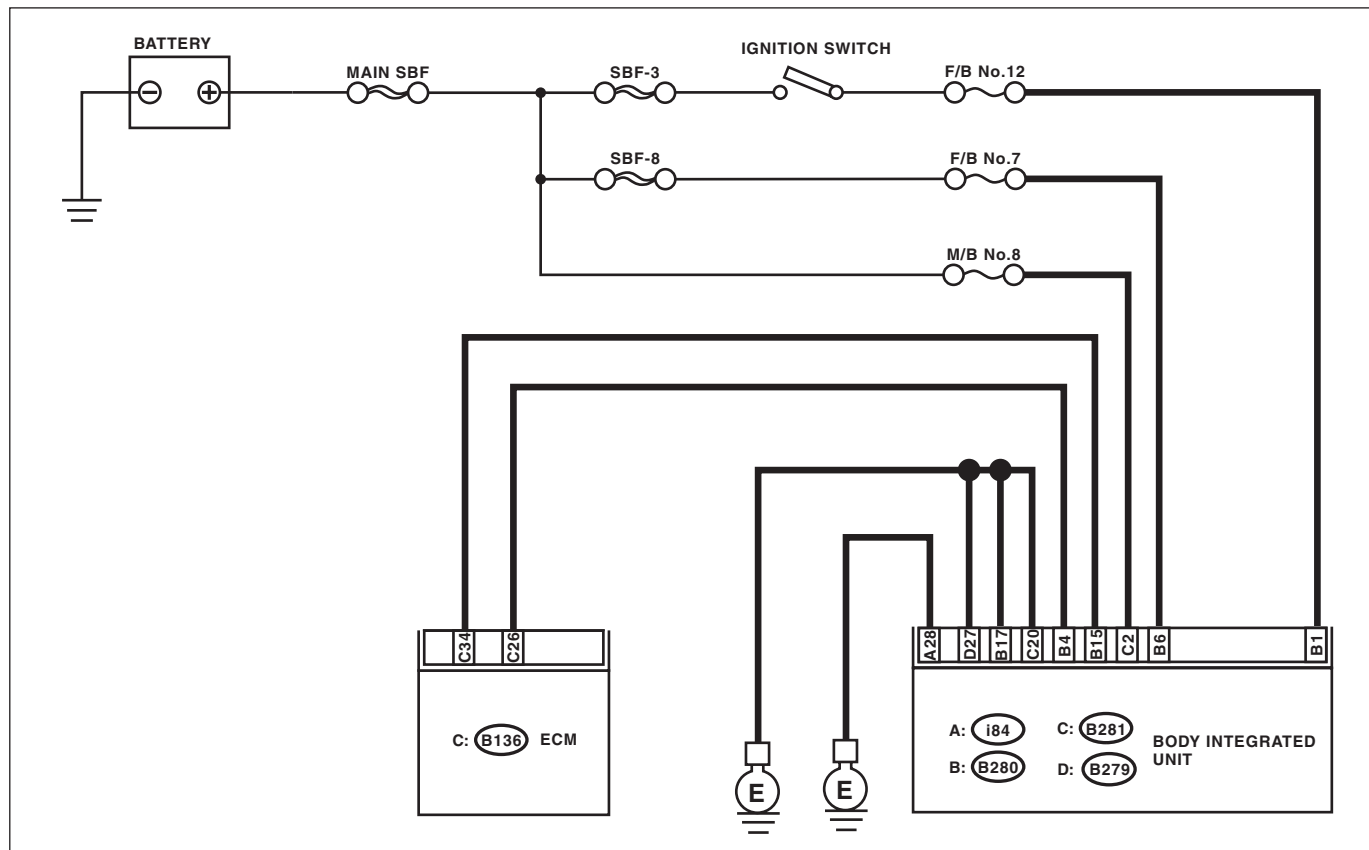 BATTERY
MAIN SBF
SBF-3
IGNITION SWITCH
F/B No.12
SBF-8
F/B No.7
M/B No.8
C34
C26
A28
D27
B17
C20
B4
B15
C2
B6
B1
C: B136 ECM
E
E
A: i84
C: B281
B: B280
D: B279
BODY INTEGRATED
UNIT